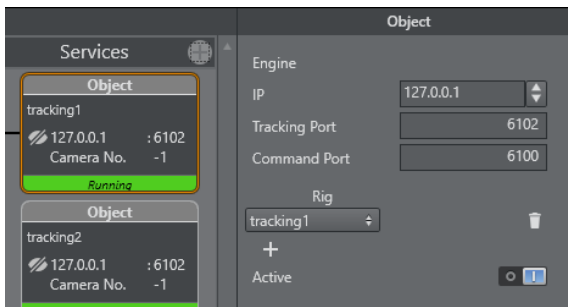 Object
Services
Object
tracking1
127.0.0.1 :6102
Camera No. -1
Running
Object
tracking2
127.0.0.1 :6102
Camera No. -1
Engine
IP 127.0.0.1
Tracking Port 6102
Command Port 6100
Rig
tracking1
Active